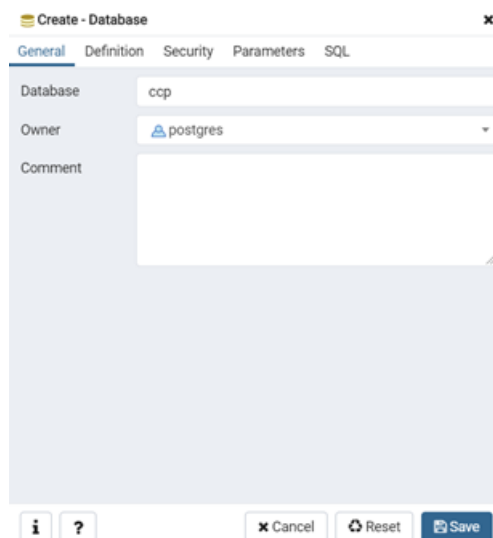 Create - Database
General Definition Security Parameters SQL
Database ccp
Owner postgres
Comment
i ? Cancel Reset Save